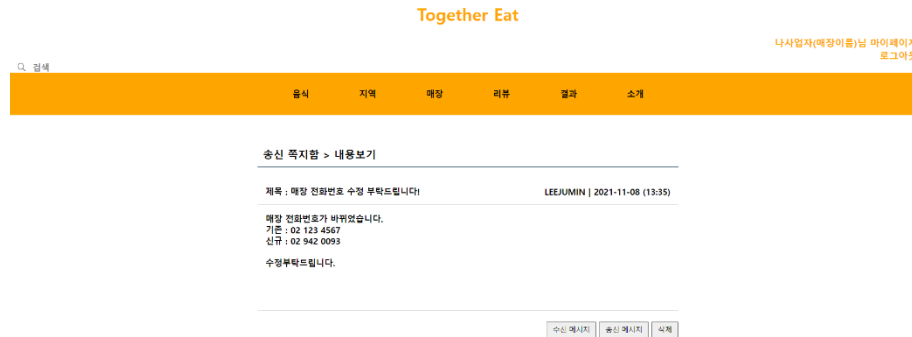 Together Eat
나사업자(매장이름)님 마이페이지
로그아웃
검색
음식 지역 매장 리뷰 결과 소개
송신 쪽지함 > 내용보기
제목 : 매장 전화번호 수정 부탁드립니다!
LEEJUMIN | 2021-11-08 (13:35)
매장 전화번호가 바뀌었습니다.
기존 : 02 123 4567
신규 : 02 942 0093
수정부탁드립니다.
수신 메시지 송신 메시지 삭제